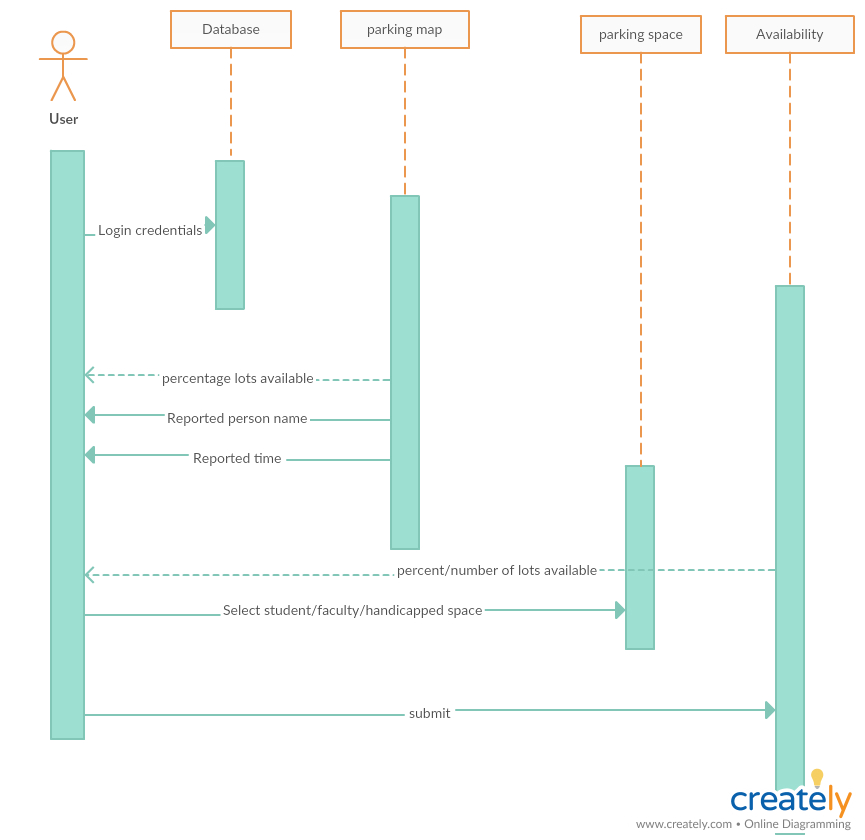 Database
parking map
parking space
Availability
User
Login credentials
percentage lots available
Reported person name
Reported time
percent/number of lots available
Select student/faculty/handicapped space
submit
creately
www.creately.com • Online Diagramming